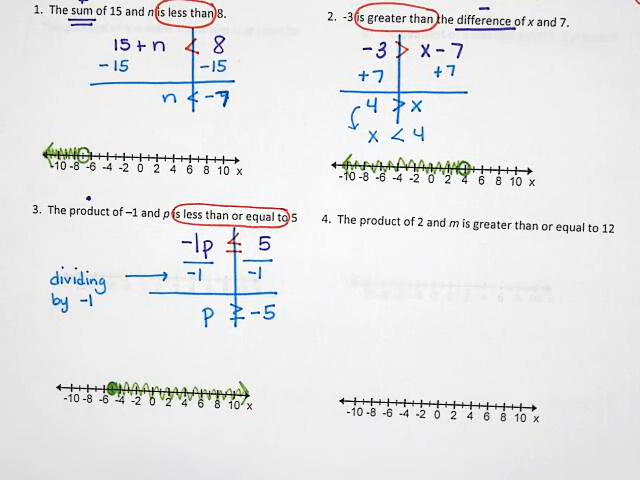 1. The sum of 15 and n is less than 8.
15 + n < 8
-15 -15
n < -7
-10 -8 -6 -4 -2 0 2 4 6 8 10 x
2. -3 is greater than the difference of x and 7.
-3 > x - 7
+7 +7
4 > x
x < 4
-10 -8 -6 -4 -2 0 2 4 6 8 10 x
3. The product of –1 and p is less than or equal to 5
-1p ≤ 5
-1 -1
dividing
by -1
p ≥ -5
-10 -8 -6 -4 -2 0 2 4 6 8 10 x
4. The product of 2 and m is greater than or equal to 12
-10 -8 -6 -4 -2 0 2 4 6 8 10 x